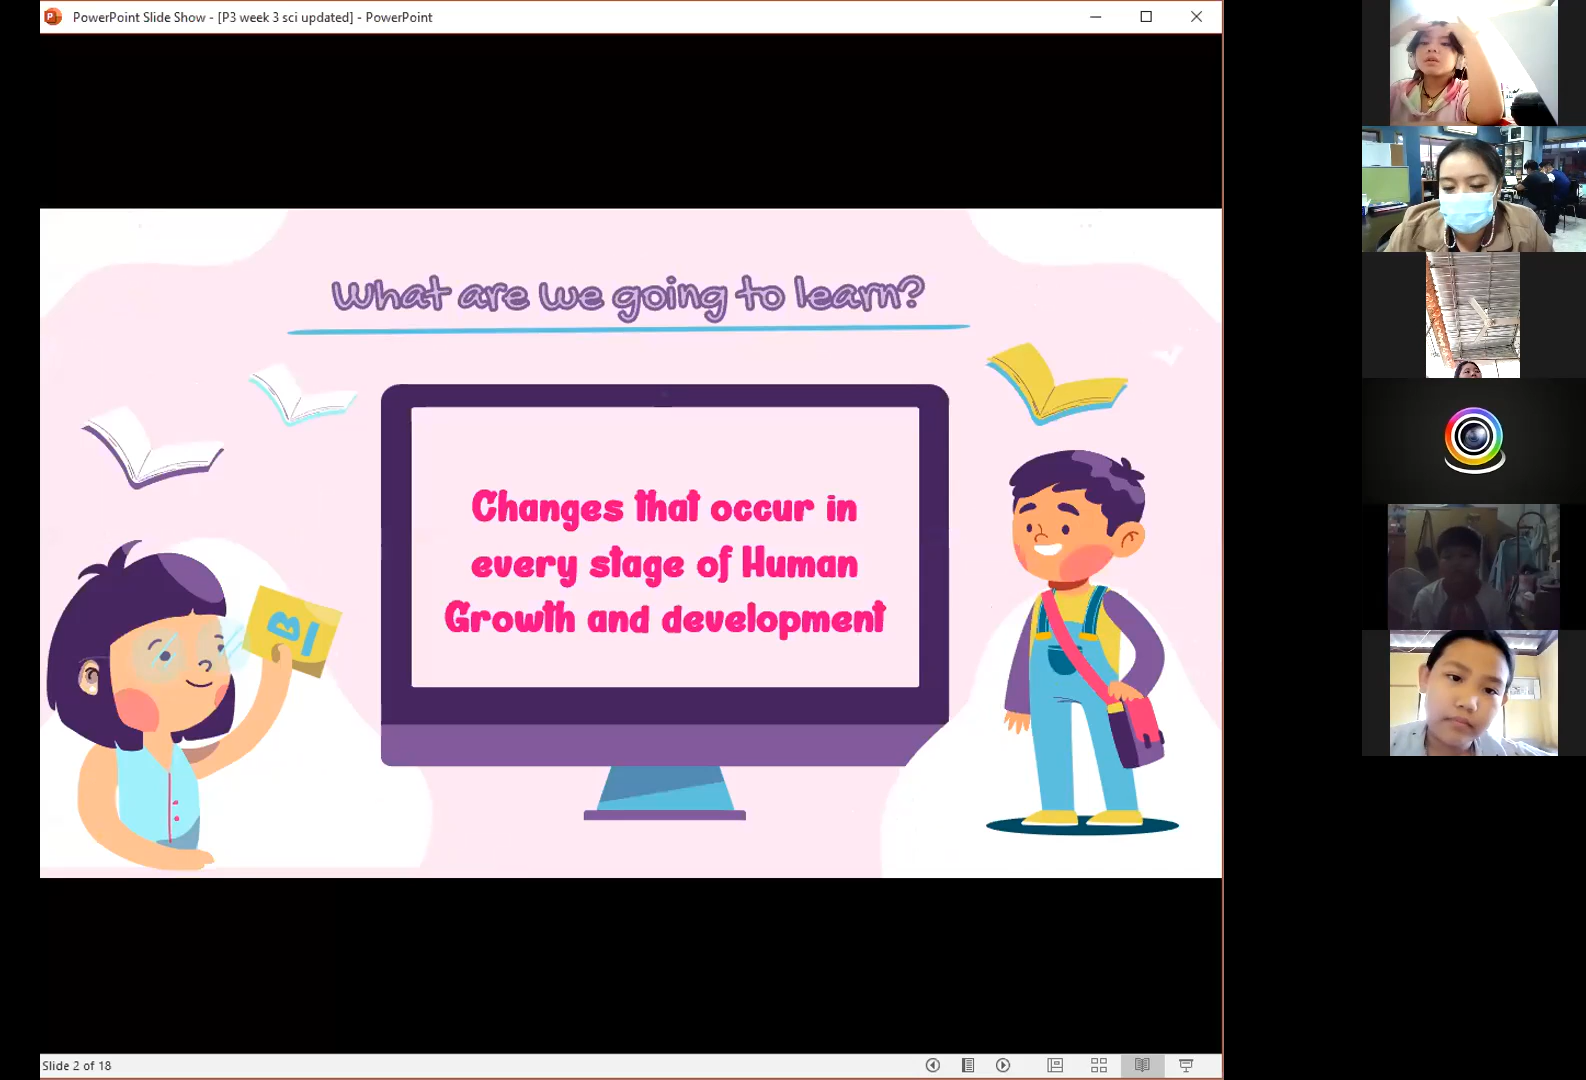 PowerPoint Slide Show - [P3 week 3 sci updated] - PowerPoint
What are we going to learn?
Changes that occur in
every stage of Human
Growth and development
Slide 2 of 18